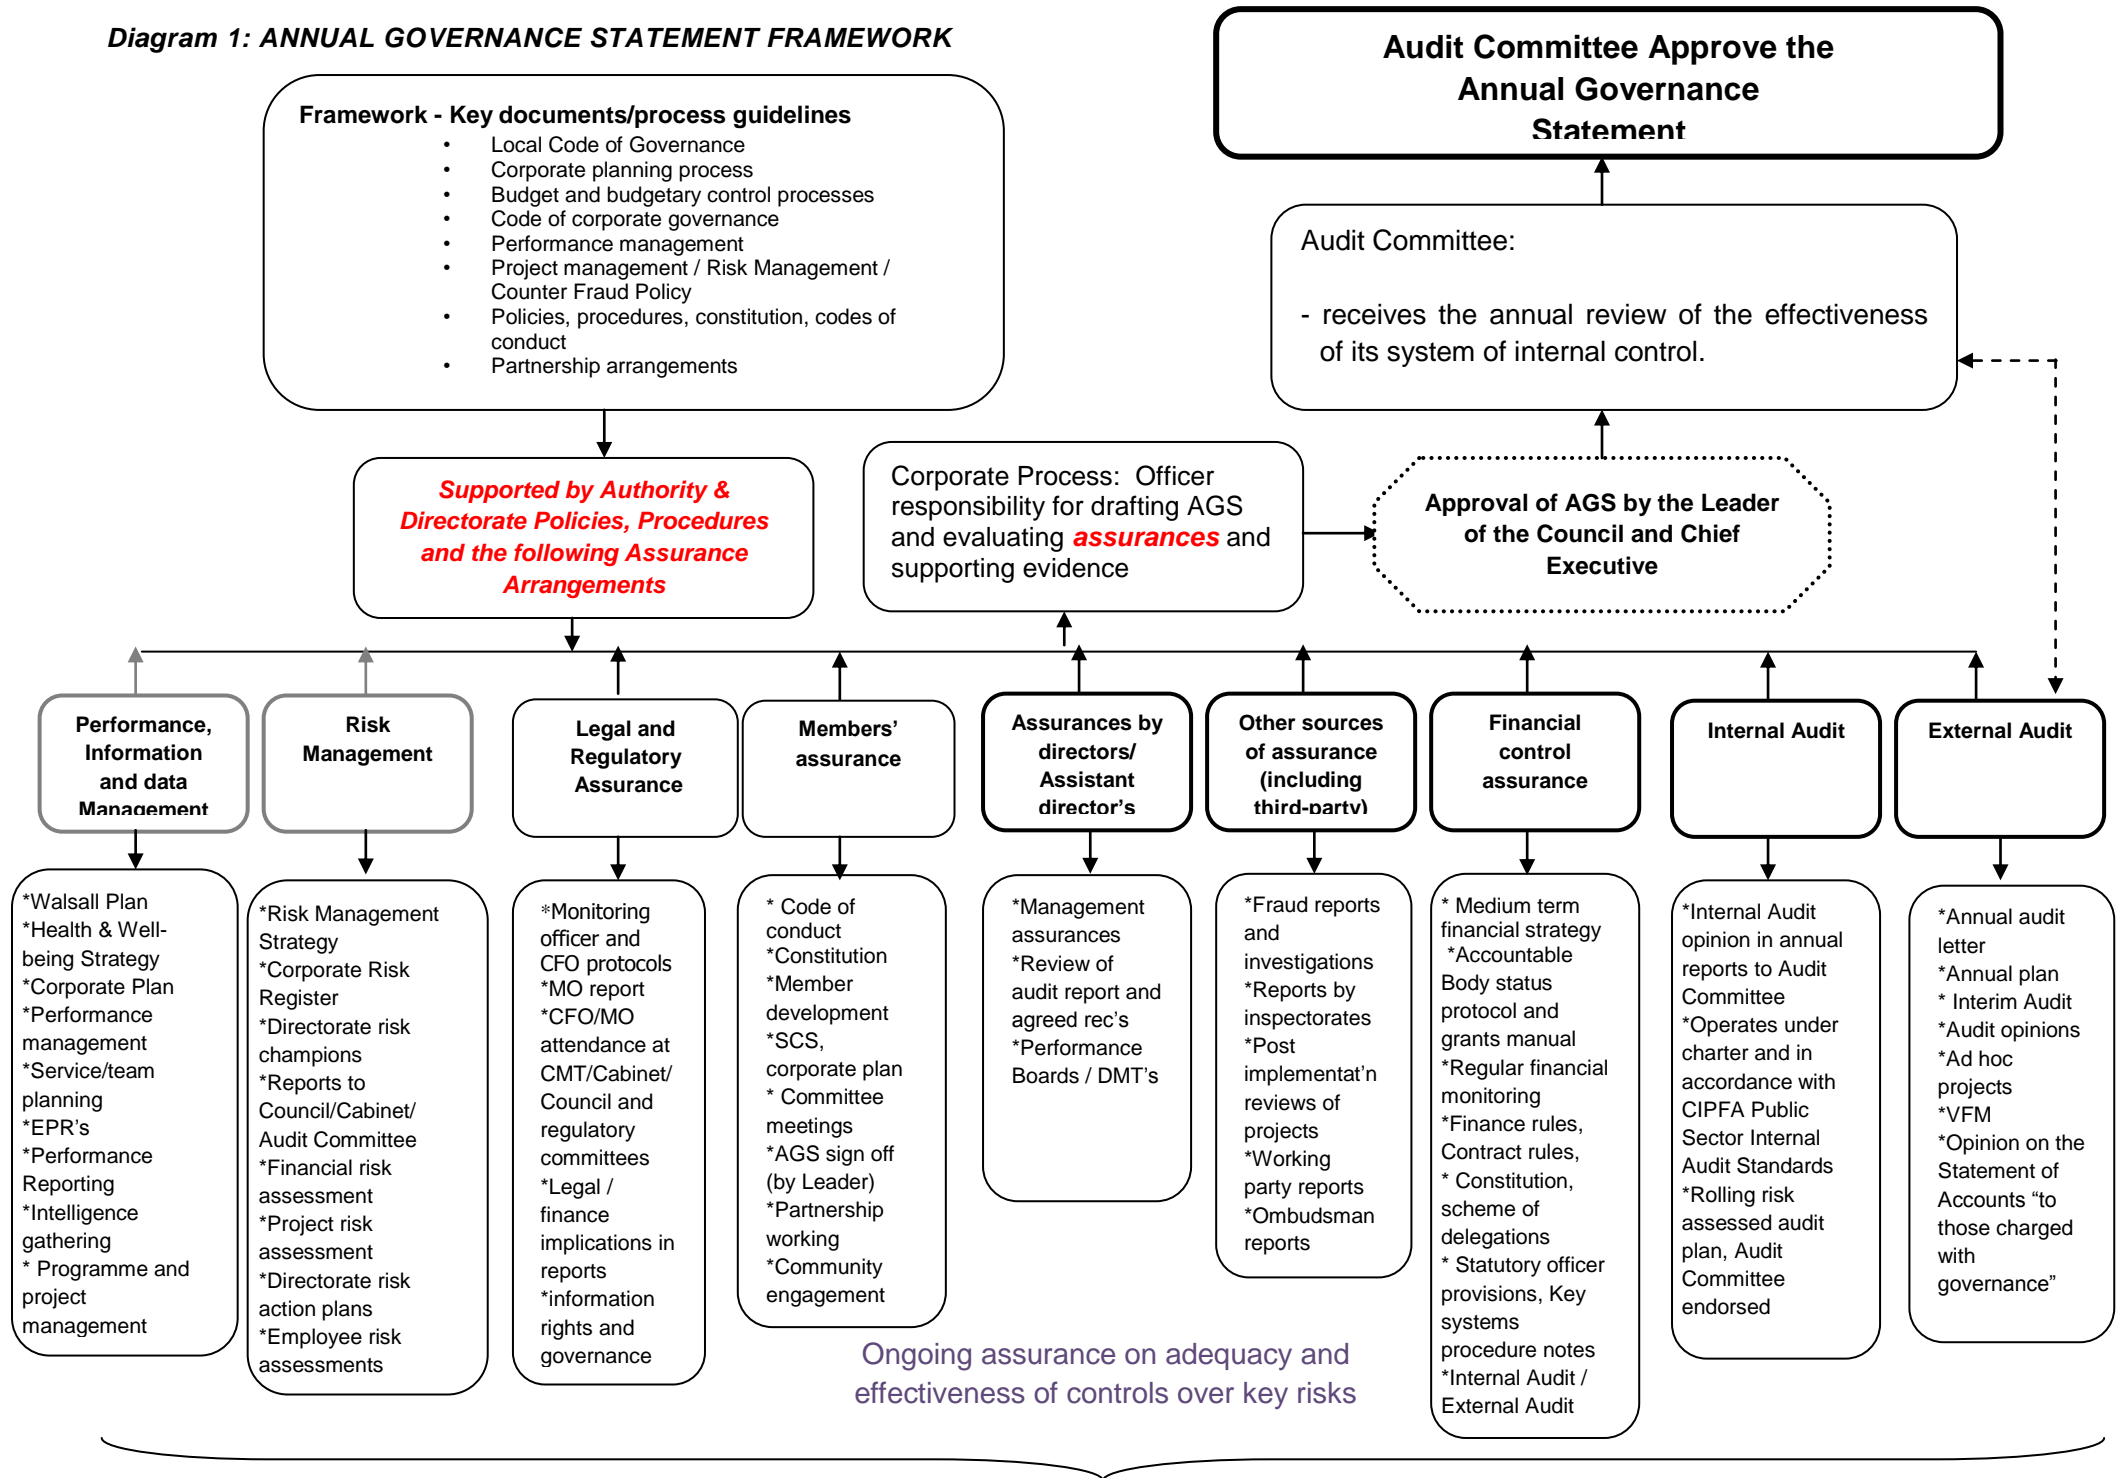 Diagram 1: ANNUAL GOVERNANCE STATEMENT FRAMEWORK
Audit Committee Approve the
Annual Governance
Statement
Framework - Key documents/process guidelines
• Local Code of Governance
• Corporate planning process
• Budget and budgetary control processes
• Code of corporate governance
• Performance management
• Project management / Risk Management /
Counter Fraud Policy
• Policies, procedures, constitution, codes of
conduct
• Partnership arrangements
Audit Committee:
- receives the annual review of the effectiveness
of its system of internal control.
Supported by Authority &
Directorate Policies, Procedures
and the following Assurance
Arrangements
Corporate Process:  Officer
responsibility for drafting AGS
and evaluating assurances and
supporting evidence
Approval of AGS by the Leader
of the Council and Chief
Executive
Performance,
Information
and data
Management
Risk
Management
Legal and
Regulatory
Assurance
Members’
assurance
Assurances by
directors/
Assistant
director’s
Other sources
of assurance
(including
third-party)
Financial
control
assurance
Internal Audit
External Audit
*Walsall Plan
*Health & Well-
being Strategy
*Corporate Plan
*Performance
management
*Service/team
planning
*EPR’s
*Performance
Reporting
*Intelligence
gathering
* Programme and
project
management
*Risk Management
Strategy
*Corporate Risk
Register
*Directorate risk
champions
*Reports to
Council/Cabinet/
Audit Committee
*Financial risk
assessment
*Project risk
assessment
*Directorate risk
action plans
*Employee risk
assessments
*Monitoring
officer and
CFO protocols
*MO report
*CFO/MO
attendance at
CMT/Cabinet/
Council and
regulatory
committees
*Legal /
finance
implications in
reports
*information
rights and
governance
* Code of
conduct
*Constitution
*Member
development
*SCS,
corporate plan
* Committee
meetings
*AGS sign off
(by Leader)
*Partnership
working
*Community
engagement
*Management
assurances
*Review of
audit report and
agreed rec’s
*Performance
Boards / DMT’s
*Fraud reports
and
investigations
*Reports by
inspectorates
*Post
implementat’n
reviews of
projects
*Working
party reports
*Ombudsman
reports
* Medium term
financial strategy
*Accountable
Body status
protocol and
grants manual
*Regular financial
monitoring
*Finance rules,
Contract rules,
* Constitution,
scheme of
delegations
* Statutory officer
provisions, Key
systems
procedure notes
*Internal Audit /
External Audit
*Internal Audit
opinion in annual
reports to Audit
Committee
*Operates under
charter and in
accordance with
CIPFA Public
Sector Internal
Audit Standards
*Rolling risk
assessed audit
plan, Audit
Committee
endorsed
*Annual audit
letter
*Annual plan
* Interim Audit
*Audit opinions
*Ad hoc
projects
*VFM
*Opinion on the
Statement of
Accounts “to
those charged
with
governance”
Ongoing assurance on adequacy and
effectiveness of controls over key risks